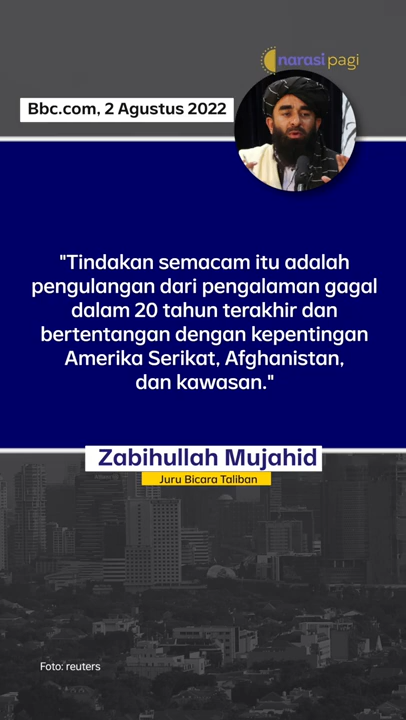 narasi pagi
Bbc.com, 2 Agustus 2022
"Tindakan semacam itu adalah
pengulangan dari pengalaman gagal
dalam 20 tahun terakhir dan
bertentangan dengan kepentingan
Amerika Serikat, Afghanistan,
dan kawasan."
Zabihullah Mujahid
Juru Bicara Taliban
Foto: reuters